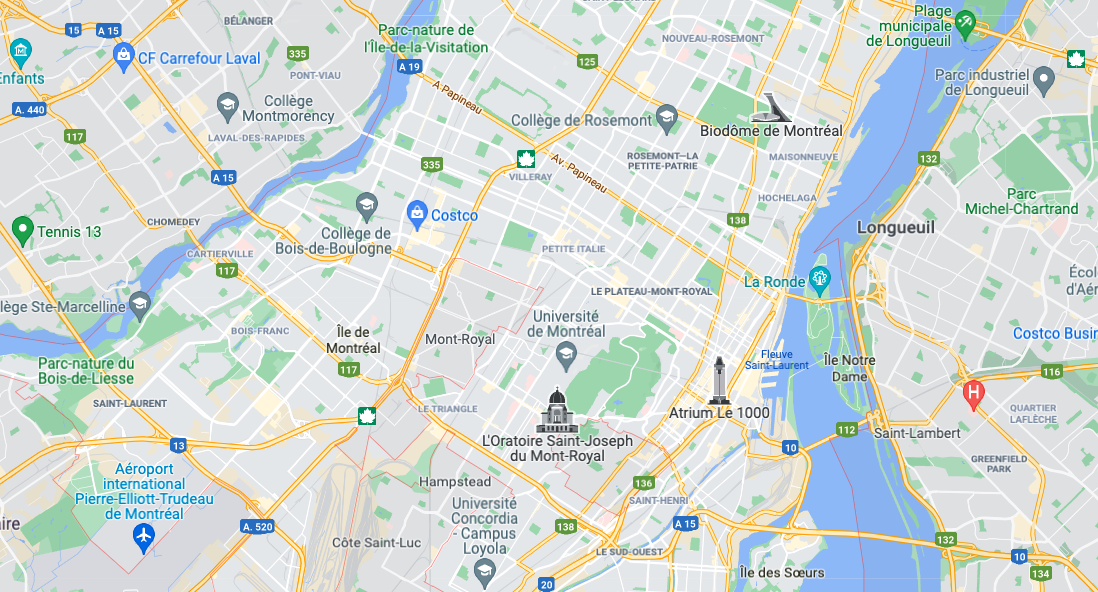 BÉLANGER
15
A 15
CF Carrefour Laval
Enfants
A. 440
117
335
PONT-VIAU
Collège
Montmorency
LAVAL-DES-RAPIDES
Parc-nature de
l'Île-de-la-Visitation
A 19
A Papineau
125
NOUVEAU-ROSEMONT
Plage
municipale
de Longueuil
Parc industriel
de Longueuil
Collège de Rosemont
Biodôme de Montréal
335
Av. Papineau
VILLERAY
ROSEMONT—LA
PETITE-PATRIE
MAISONNEUVE
132
A 15
HOCHELAGA
Parc
Michel-Chartrand
CHOMEDEY
Tennis 13
Costco
Collège de
Bois-de-Boulogne
138
Longueuil
CARTIERVILLE
117
PETITE ITALIE
La Ronde
LE PLATEAU-MONT-ROYAL
lège Ste-Marcelline
Écol
d'Aér
BOIS-FRANC
Île de
Montréal
Mont-Royal
Université
de Montréal
Costco Busin
Fleuve
Saint-Laurent
Île Notre
Dame
Parc-nature du
Bois-de-Liesse
117
116
SAINT-LAURENT
LE TRIANGLE
Atrium Le 1000
H
QUARTIER
LAFLÈCHE
112
Saint-Lambert
13
L'Oratoire Saint-Joseph
du Mont-Royal
10
GREENFIELD
PARK
Aéroport
international
Pierre-Elliott-Trudeau
de Montréal
Hampstead
136
SAINT-HENRI
Université
Concordia
- Campus
Loyola
aire
A. 520
138
A 15
Côte Saint-Luc
LE SUD-OUEST
132
10
Île des Sœurs
20
134